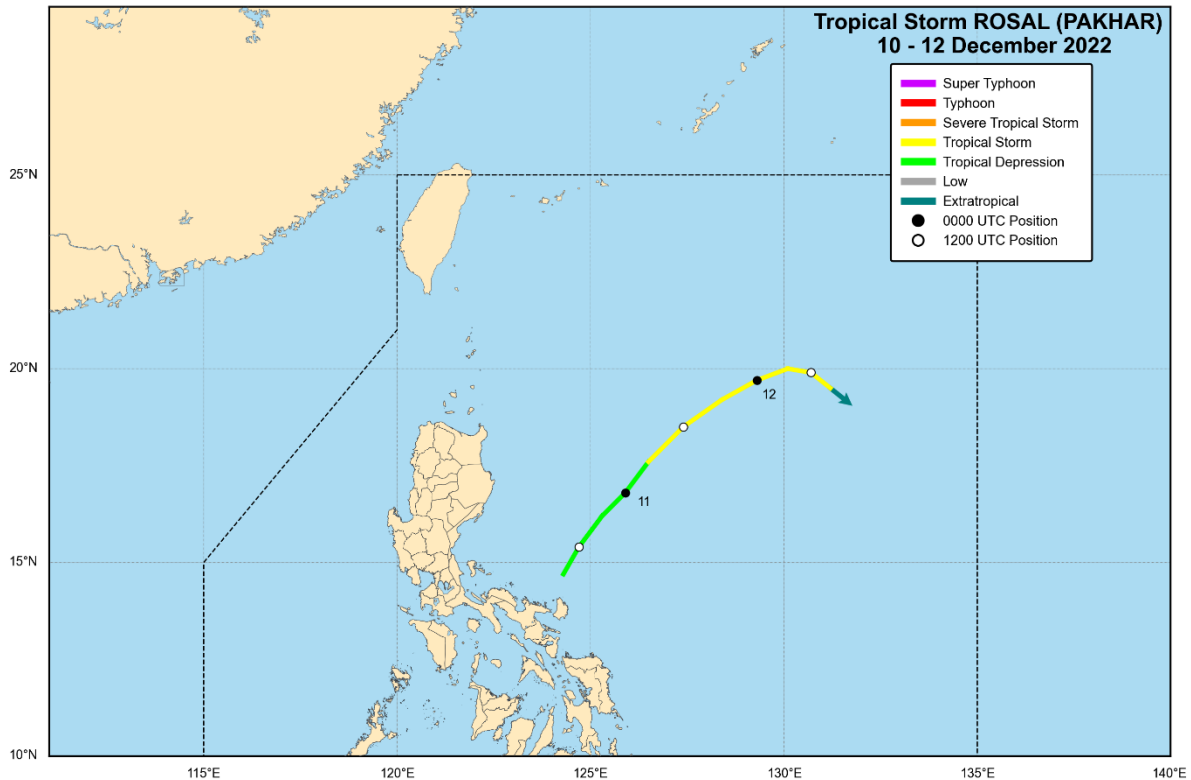 Tropical Storm ROSAL (PAKHAR)
10 - 12 December 2022
Super Typhoon
Typhoon
Severe Tropical Storm
Tropical Storm
Tropical Depression
Low
Extratropical
0000 UTC Position
1200 UTC Position
25°N
20°N
12
11
15°N
10°N
115°E
120°E
125°E
130°E
135°E
140°E